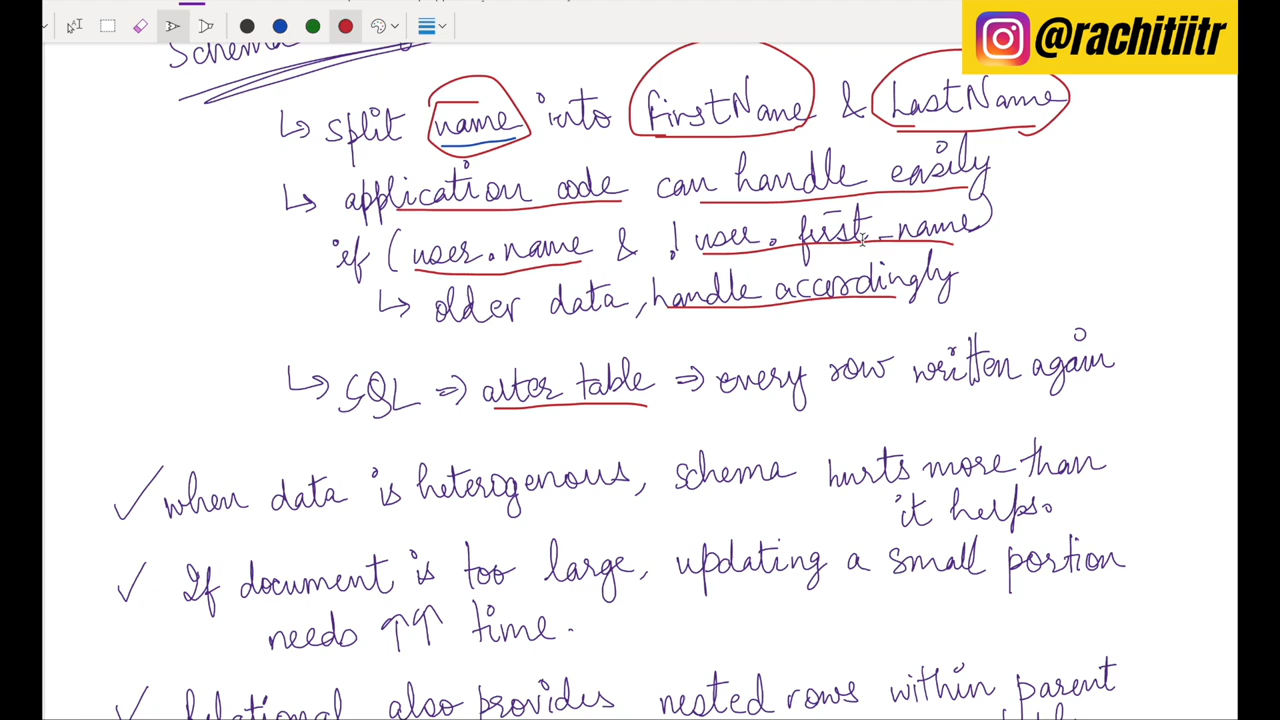 @rachitiitr
Schema
↳ split name into firstName & LastName
↳ application code can handle easily
if ( user.name & ! user.first_name )
↳ older data, handle accordingly
↳ SQL ⇒ alter table ⇒ every row written again
✓ when data is heterogenous, schema hurts more than
it helps.
✓ If document is too large, updating a small portion
needs ↑↑ time.
✓ Relational also provides nested rows within parent